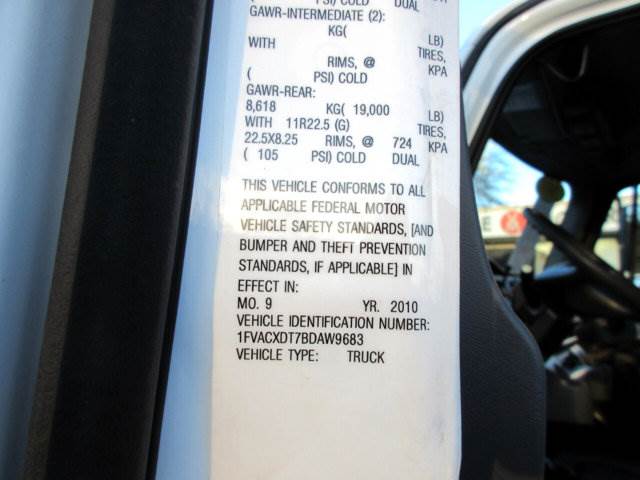 PSI) COLD DUAL
GAWR-INTERMEDIATE (2):
KG( LB)
WITH TIRES,
RIMS, @ KPA
( PSI) COLD
GAWR-REAR:
8,618 KG( 19,000 LB)
WITH 11R22.5 (G) TIRES,
22.5X8.25 RIMS, @ 724 KPA
( 105 PSI) COLD DUAL
THIS VEHICLE CONFORMS TO ALL
APPLICABLE FEDERAL MOTOR
VEHICLE SAFETY STANDARDS, [AND
BUMPER AND THEFT PREVENTION
STANDARDS, IF APPLICABLE] IN
EFFECT IN:
MO. 9 YR. 2010
VEHICLE IDENTIFICATION NUMBER:
1FVACXDT7BDAW9683
VEHICLE TYPE: TRUCK